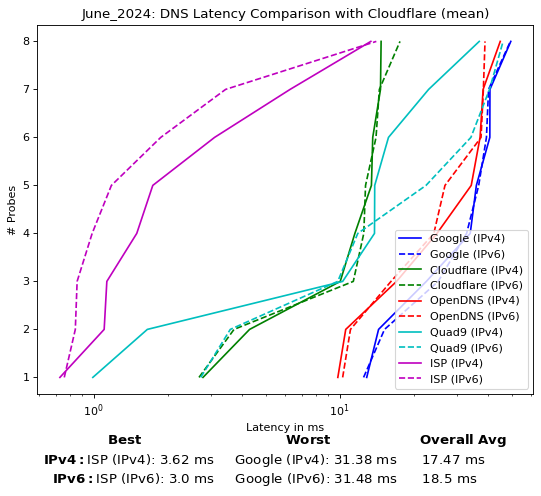 June_2024: DNS Latency Comparison with Cloudflare (mean)
8
7
6
5
4
3
2
1
# Probes
10⁰
10¹
Latency in ms
Google (IPv4)
Google (IPv6)
Cloudflare (IPv4)
Cloudflare (IPv6)
OpenDNS (IPv4)
OpenDNS (IPv6)
Quad9 (IPv4)
Quad9 (IPv6)
ISP (IPv4)
ISP (IPv6)
Best Worst Overall Avg
IPv4: ISP (IPv4): 3.62 ms Google (IPv4): 31.38 ms 17.47 ms
IPv6: ISP (IPv6): 3.0 ms Google (IPv6): 31.48 ms 18.5 ms